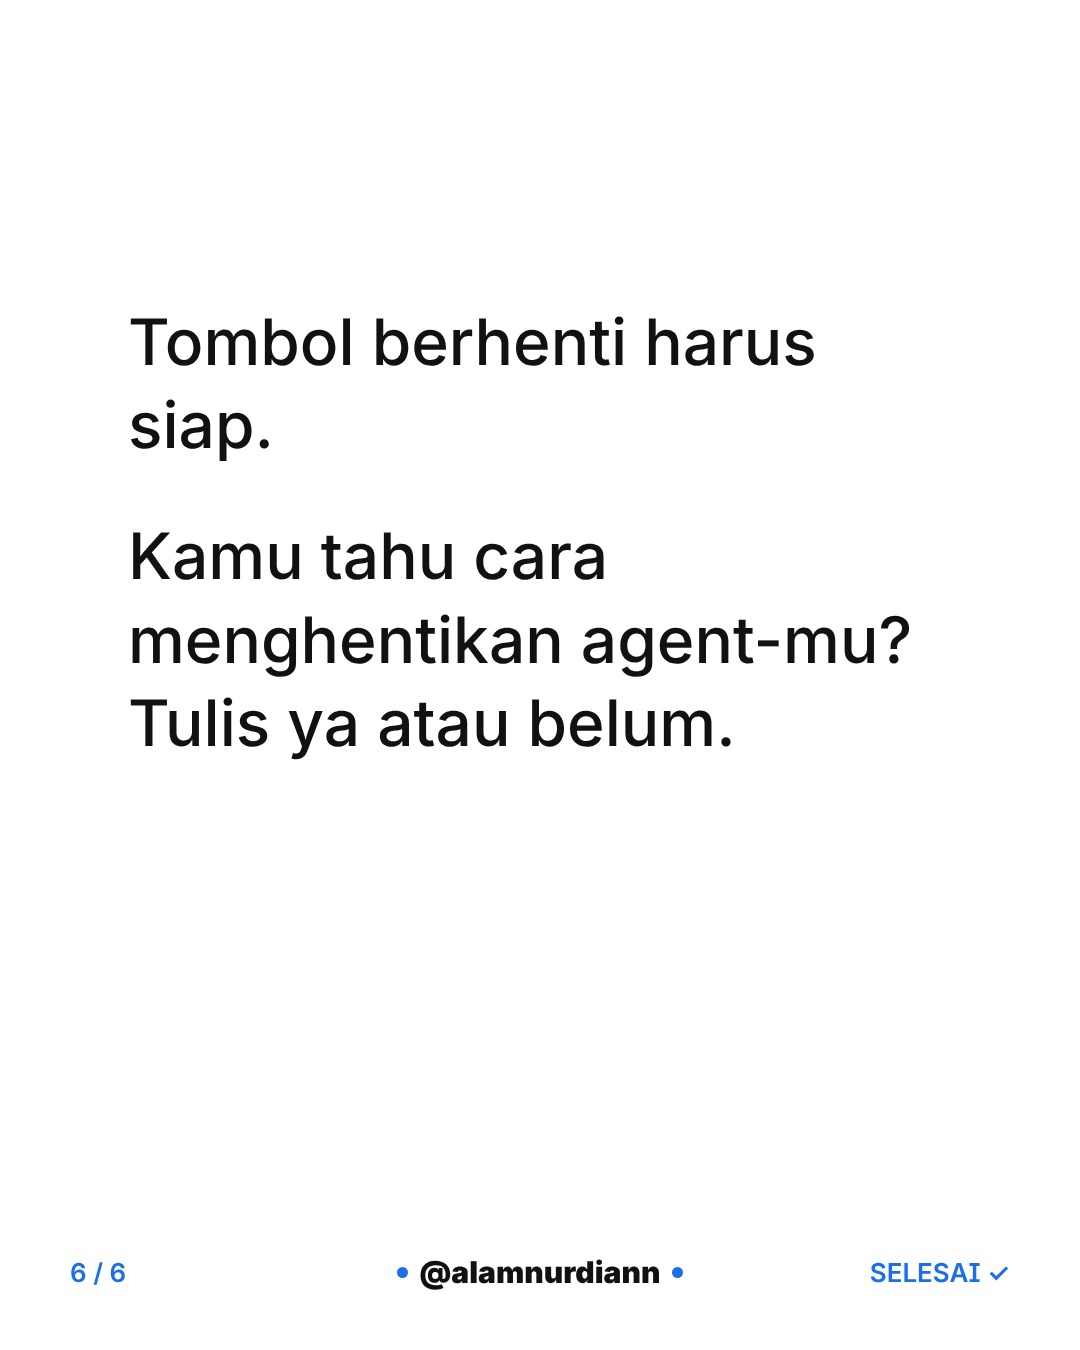 Tombol berhenti harus
siap.
Kamu tahu cara
menghentikan agent-mu?
Tulis ya atau belum.
6 / 6
• @alamnurdiann •
SELESAI ✓